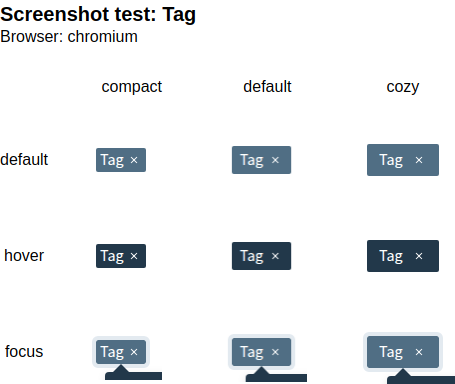 Screenshot test: Tag
Browser: chromium
compact default cozy
default Tag × Tag × Tag ×
hover Tag × Tag × Tag ×
focus Tag × Tag × Tag ×